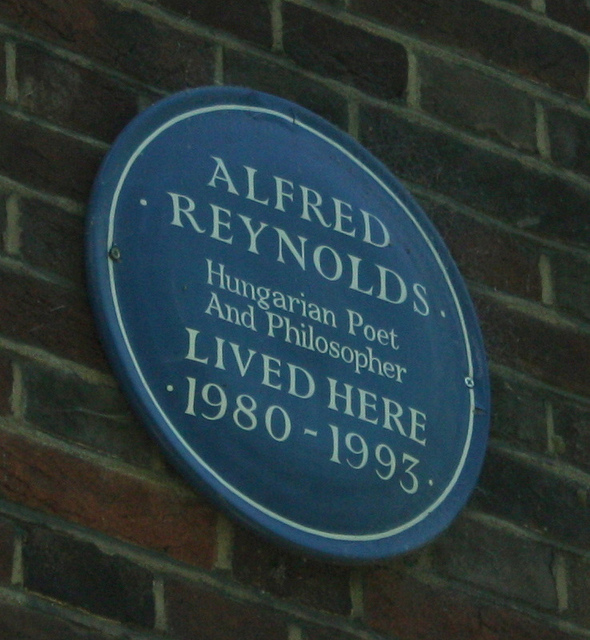 ALFRED
REYNOLDS
Hungarian Poet
And Philosopher
LIVED HERE
1980 - 1993